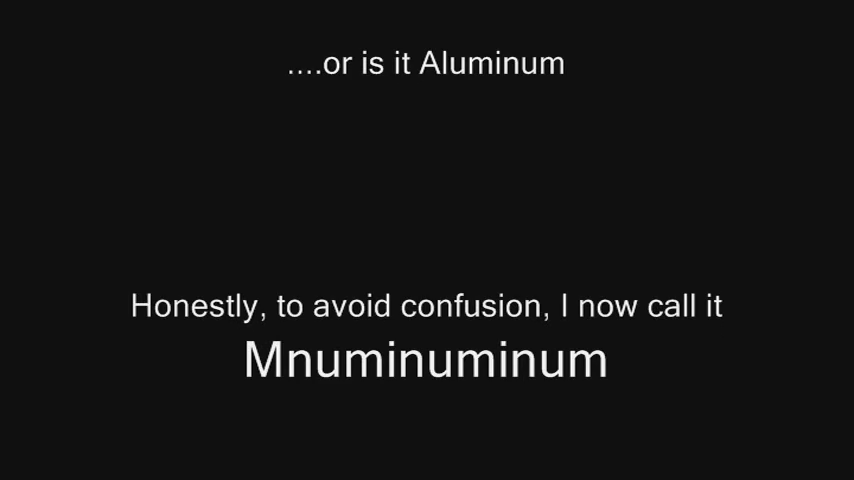 ....or is it Aluminum
Honestly, to avoid confusion, I now call it
Mnuminuminum